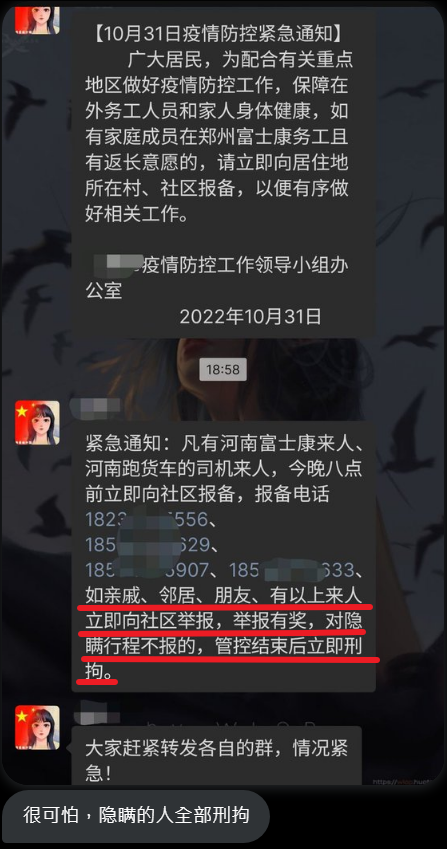 【10月31日疫情防控紧急通知】
广大居民，为配合有关重点
地区做好疫情防控工作，保障在
外务工人员和家人身体健康，如
有家庭成员在郑州富士康务工且
有返长意愿的，请立即向居住地
所在村、社区报备，以便有序做
好相关工作。
疫情防控工作领导小组办
公室
2022年10月31日
18:58
紧急通知：凡有河南富士康来人、
河南跑货车的司机来人，今晚八点
前立即向社区报备，报备电话
1823 5556、
185 629、
185 5907、185 633、
如亲戚、邻居、朋友、有以上来人
立即向社区举报，举报有奖，对隐
瞒行程不报的，管控结束后立即刑
拘。
大家赶紧转发各自的群，情况紧
急！
很可怕，隐瞒的人全部刑拘